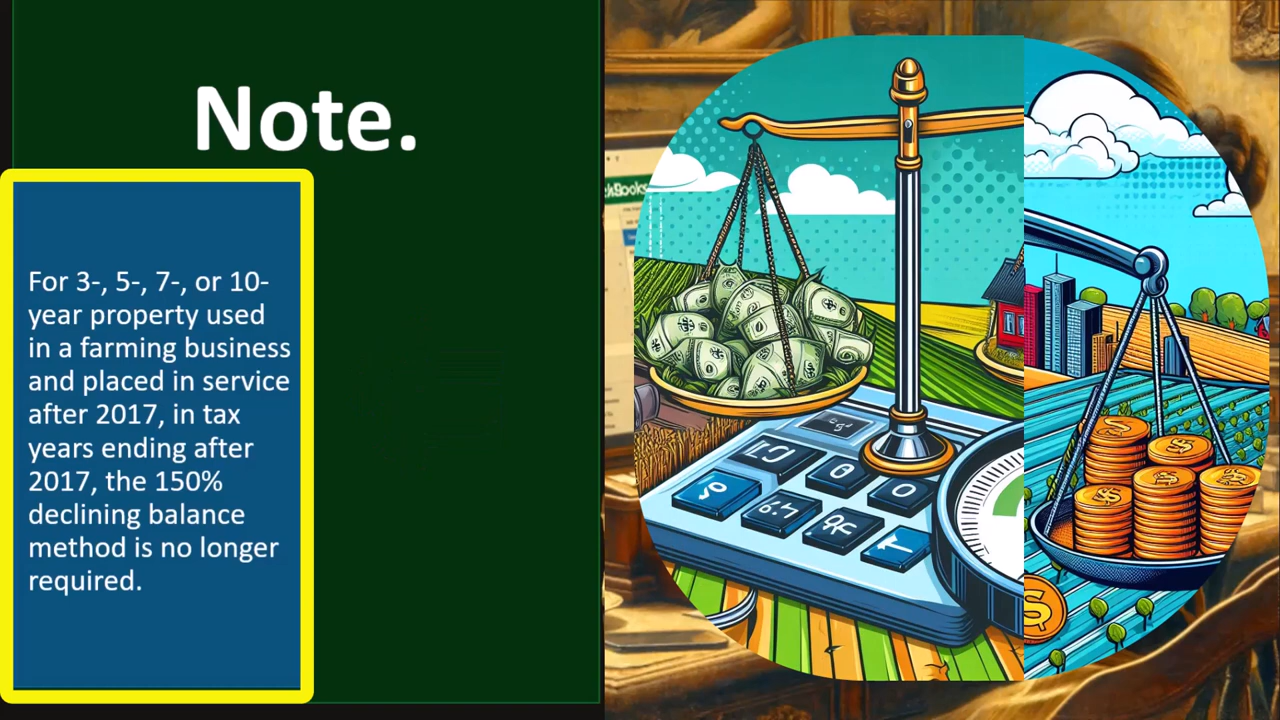 Note.
For 3-, 5-, 7-, or 10-
year property used
in a farming business
and placed in service
after 2017, in tax
years ending after
2017, the 150%
declining balance
method is no longer
required.